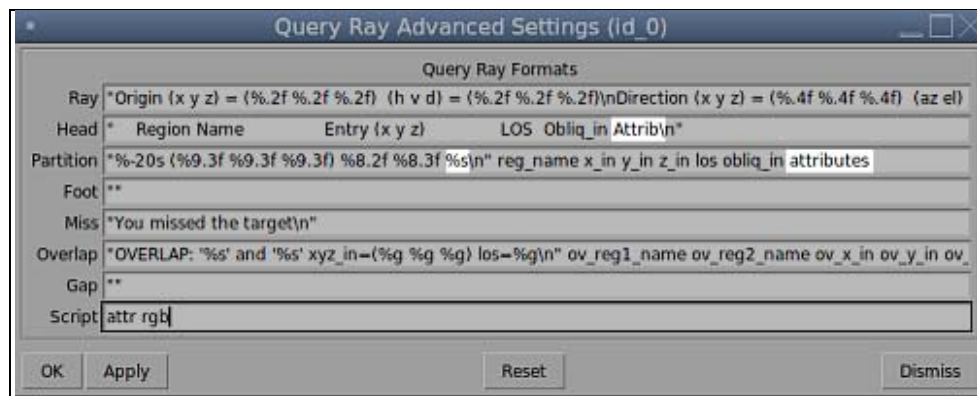 Query Ray Advanced Settings (id_0)
Query Ray Formats
Ray "Origin (x y z) = (%.2f %.2f %.2f)  (h v d) = (%.2f %.2f %.2f)\nDirection (x y z) = (%.4f %.4f %.4f)  (az el)
Head "    Region Name               Entry (x y z)              LOS  Obliq_in Attrib\n"
Partition "%-20s (%9.3f %9.3f %9.3f) %8.2f %8.3f %s\n" reg_name x_in y_in z_in los obliq_in attributes
Foot ""
Miss "You missed the target\n"
Overlap "OVERLAP: '%s' and '%s' xyz_in=(%g %g %g) los=%g\n" ov_reg1_name ov_reg2_name ov_x_in ov_y_in ov_
Gap ""
Script attr rgb
OK Apply Reset Dismiss